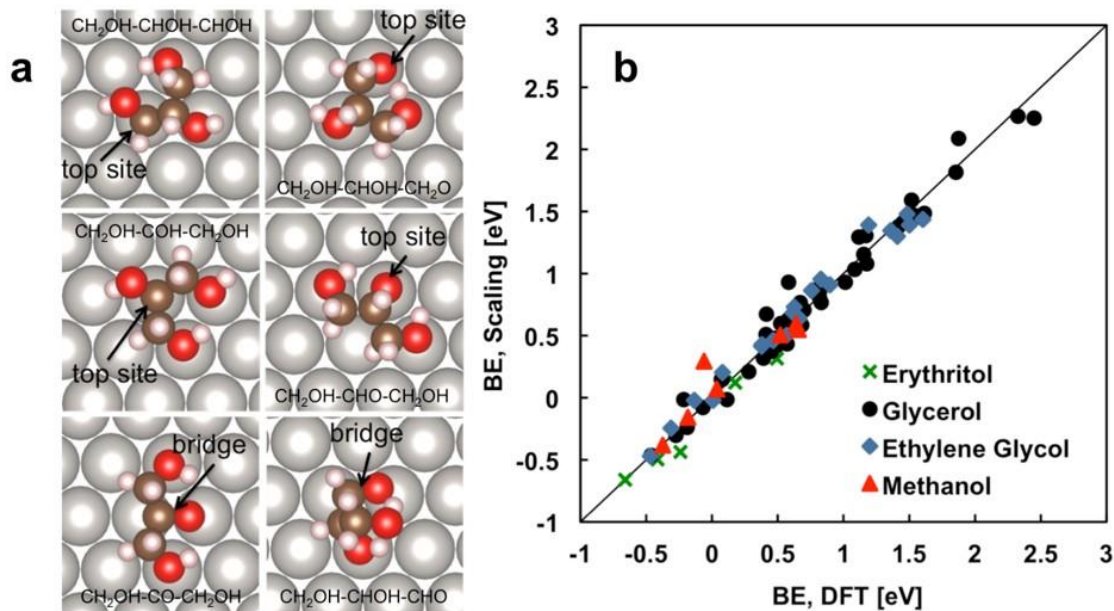 a
CH₂OH-CHOH-CHOH
top site
top site
CH₂OH-CHOH-CH₂O
CH₂OH-COH-CH₂OH
top site
top site
CH₂OH-CHO-CH₂OH
bridge
CH₂OH-CO-CH₂OH
bridge
CH₂OH-CHOH-CHO
b
BE, Scaling [eV]
3
2.5
2
1.5
1
0.5
0
-0.5
-1
Erythritol
Glycerol
Ethylene Glycol
Methanol
-1 -0.5 0 0.5 1 1.5 2 2.5 3
BE, DFT [eV]